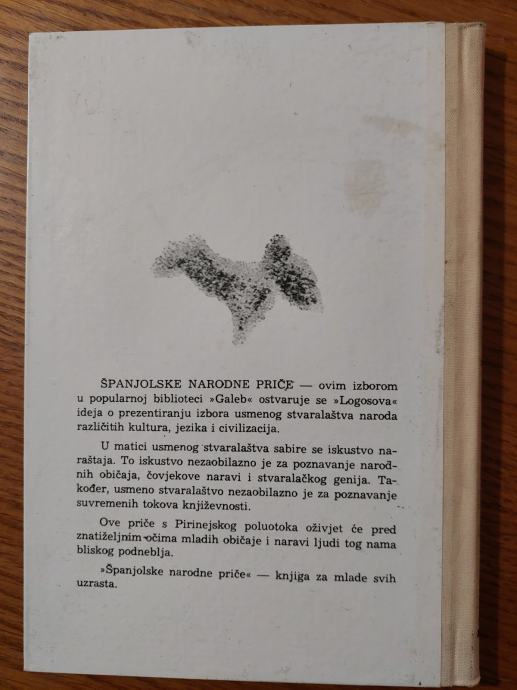 ŠPANJOLSKE NARODNE PRIČE — ovim izborom
u popularnoj biblioteci »Galeb« ostvaruje se »Logosova«
ideja o prezentiranju izbora usmenog stvaralaštva naroda
različitih kultura, jezika i civilizacija.
U matici usmenog stvaralaštva sabire se iskustvo na-
raštaja. To iskustvo nezaobilazno je za poznavanje narod-
nih običaja, čovjekove naravi i stvaralačkog genija. Ta-
kođer, usmeno stvaralaštvo nezaobilazno je za poznavanje
suvremenih tokova književnosti.
Ove priče s Pirinejskog poluotoka oživjet će pred
znatiželjnim očima mladih običaje i naravi ljudi tog nama
bliskog podneblja.
»Španjolske narodne priče« — knjiga za mlade svih
uzrasta.